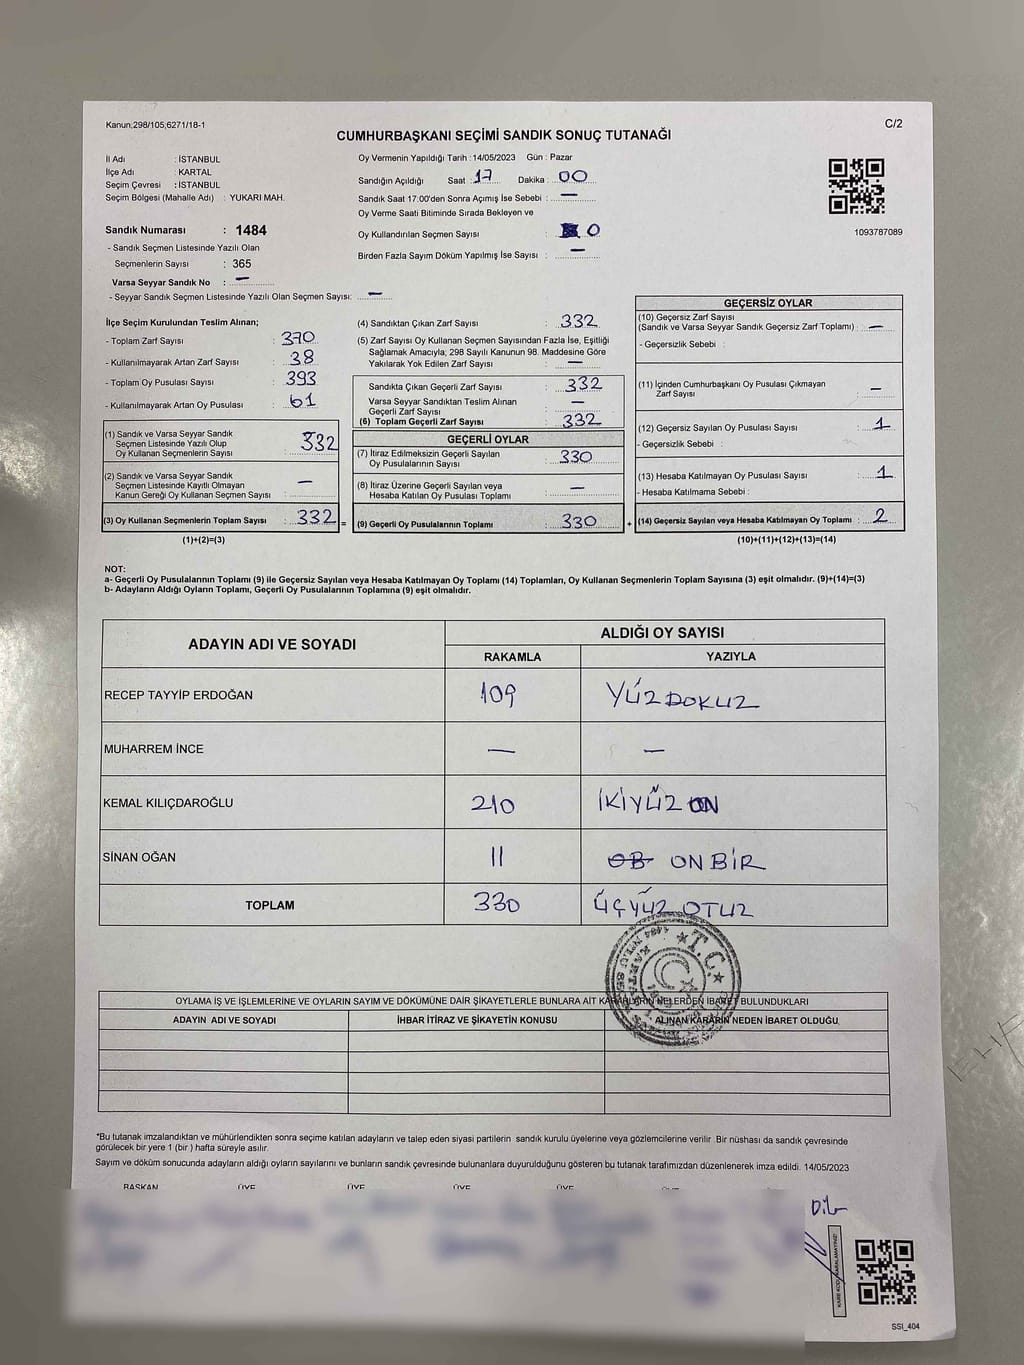 Kanun,298/105;6271/18-1
C/2
CUMHURBAŞKANI SEÇİMİ SANDIK SONUÇ TUTANAĞI
İl Adı : İSTANBUL
İlçe Adı : KARTAL
Seçim Çevresi : İSTANBUL
Seçim Bölgesi (Mahalle Adı) : YUKARI MAH.
Sandık Numarası : 1484
- Sandık Seçmen Listesinde Yazılı Olan
Seçmenlerin Sayısı : 365
Varsa Seyyar Sandık No : —
- Seyyar Sandık Seçmen Listesinde Yazılı Olan Seçmen Sayısı: —
Oy Vermenin Yapıldığı Tarih : 14/05/2023 Gün : Pazar
Sandığın Açıldığı Saat : 17 Dakika : 00
Sandık Saat 17:00'den Sonra Açımış İse Sebebi : —
Oy Verme Saati Bitiminde Sırada Bekleyen ve
Oy Kullandırılan Seçmen Sayısı : 0
Birden Fazla Sayım Döküm Yapılmış İse Sayısı : —
1093787089
İlçe Seçim Kurulundan Teslim Alınan;
- Toplam Zarf Sayısı : 370
- Kullanılmayarak Artan Zarf Sayısı : 38
- Toplam Oy Pusulası Sayısı : 393
- Kullanılmayarak Artan Oy Pusulası : 61
(1) Sandık ve Varsa Seyyar Sandık
Seçmen Listesinde Yazılı Olup
Oy Kullanan Seçmenlerin Sayısı : 332
(2) Sandık ve Varsa Seyyar Sandık
Seçmen Listesinde Kayıtlı Olmayan
Kanun Gereği Oy Kullanan Seçmen Sayısı : —
(3) Oy Kullanan Seçmenlerin Toplam Sayısı : 332 =
(1)+(2)=(3)
(4) Sandıktan Çıkan Zarf Sayısı : 332
(5) Zarf Sayısı Oy Kullanan Seçmen Sayısından Fazla İse, Eşitliği
Sağlamak Amacıyla; 298 Sayılı Kanunun 98. Maddesine Göre
Yakılarak Yok Edilen Zarf Sayısı : —
Sandıkta Çıkan Geçerli Zarf Sayısı : 332
Varsa Seyyar Sandıktan Teslim Alınan
Geçerli Zarf Sayısı : —
(6) Toplam Geçerli Zarf Sayısı : 332
GEÇERLİ OYLAR
(7) İtiraz Edilmeksizin Geçerli Sayılan
Oy Pusulalarının Sayısı : 330
(8) İtiraz Üzerine Geçerli Sayılan veya
Hesaba Katılan Oy Pusulası Toplamı : —
(9) Geçerli Oy Pusulalarının Toplamı : 330 +
GEÇERSİZ OYLAR
(10) Geçersiz Zarf Sayısı
(Sandık ve Varsa Seyyar Sandık Geçersiz Zarf Toplamı) : —
- Geçersizlik Sebebi :
(11) İçinden Cumhurbaşkanı Oy Pusulası Çıkmayan
Zarf Sayısı : —
(12) Geçersiz Sayılan Oy Pusulası Sayısı : 1
- Geçersizlik Sebebi :
(13) Hesaba Katılmayan Oy Pusulası Sayısı : 1
- Hesaba Katılmama Sebebi :
(14) Geçersiz Sayılan veya Hesaba Katılmayan Oy Toplamı : 2
(10)+(11)+(12)+(13)=(14)
NOT:
a- Geçerli Oy Pusulalarının Toplamı (9) ile Geçersiz Sayılan veya Hesaba Katılmayan Oy Toplamı (14) Toplamları, Oy Kullanan Seçmenlerin Toplam Sayısına (3) eşit olmalıdır. (9)+(14)=(3)
b- Adayların Aldığı Oyların Toplamı, Geçerli Oy Pusulalarının Toplamına (9) eşit olmalıdır.
ADAYIN ADI VE SOYADI
ALDIĞI OY SAYISI
RAKAMLA YAZIYLA
RECEP TAYYİP ERDOĞAN 109 YÜZDOKUZ
MUHARREM İNCE — —
KEMAL KILIÇDAROĞLU 210 İKİYÜZ ON
SİNAN OĞAN 11 OB ONBİR
TOPLAM 330 ÜÇYÜZ OTUZ
T.C.
OYLAMA İŞ VE İŞLEMLERİNE VE OYLARIN SAYIM VE DÖKÜMÜNE DAİR ŞİKAYETLERLE BUNLARA AİT KARARLARIN NELERDEN İBARET BULUNDUKLARI
ADAYIN ADI VE SOYADI İHBAR İTİRAZ VE ŞİKAYETİN KONUSU ALINAN KARARIN NEDEN İBARET OLDUĞU
*Bu tutanak imzalandıktan ve mühürlendikten sonra seçime katılan adayların ve talep eden siyasi partilerin sandık kurulu üyelerine veya gözlemcilerine verilir. Bir nüshası da sandık çevresinde
görülecek bir yere 1 (bir ) hafta süreyle asılır.
Sayım ve döküm sonucunda adayların aldığı oyların sayılarını ve bunların sandık çevresinde bulunanlara duyurulduğunu gösteren bu tutanak tarafımızdan düzenlenerek imza edildi. 14/05/2023
BAŞKAN ÜYE ÜYE ÜYE ÜYE
KARE KODU KARALAMAYINIZ!
SSI_404